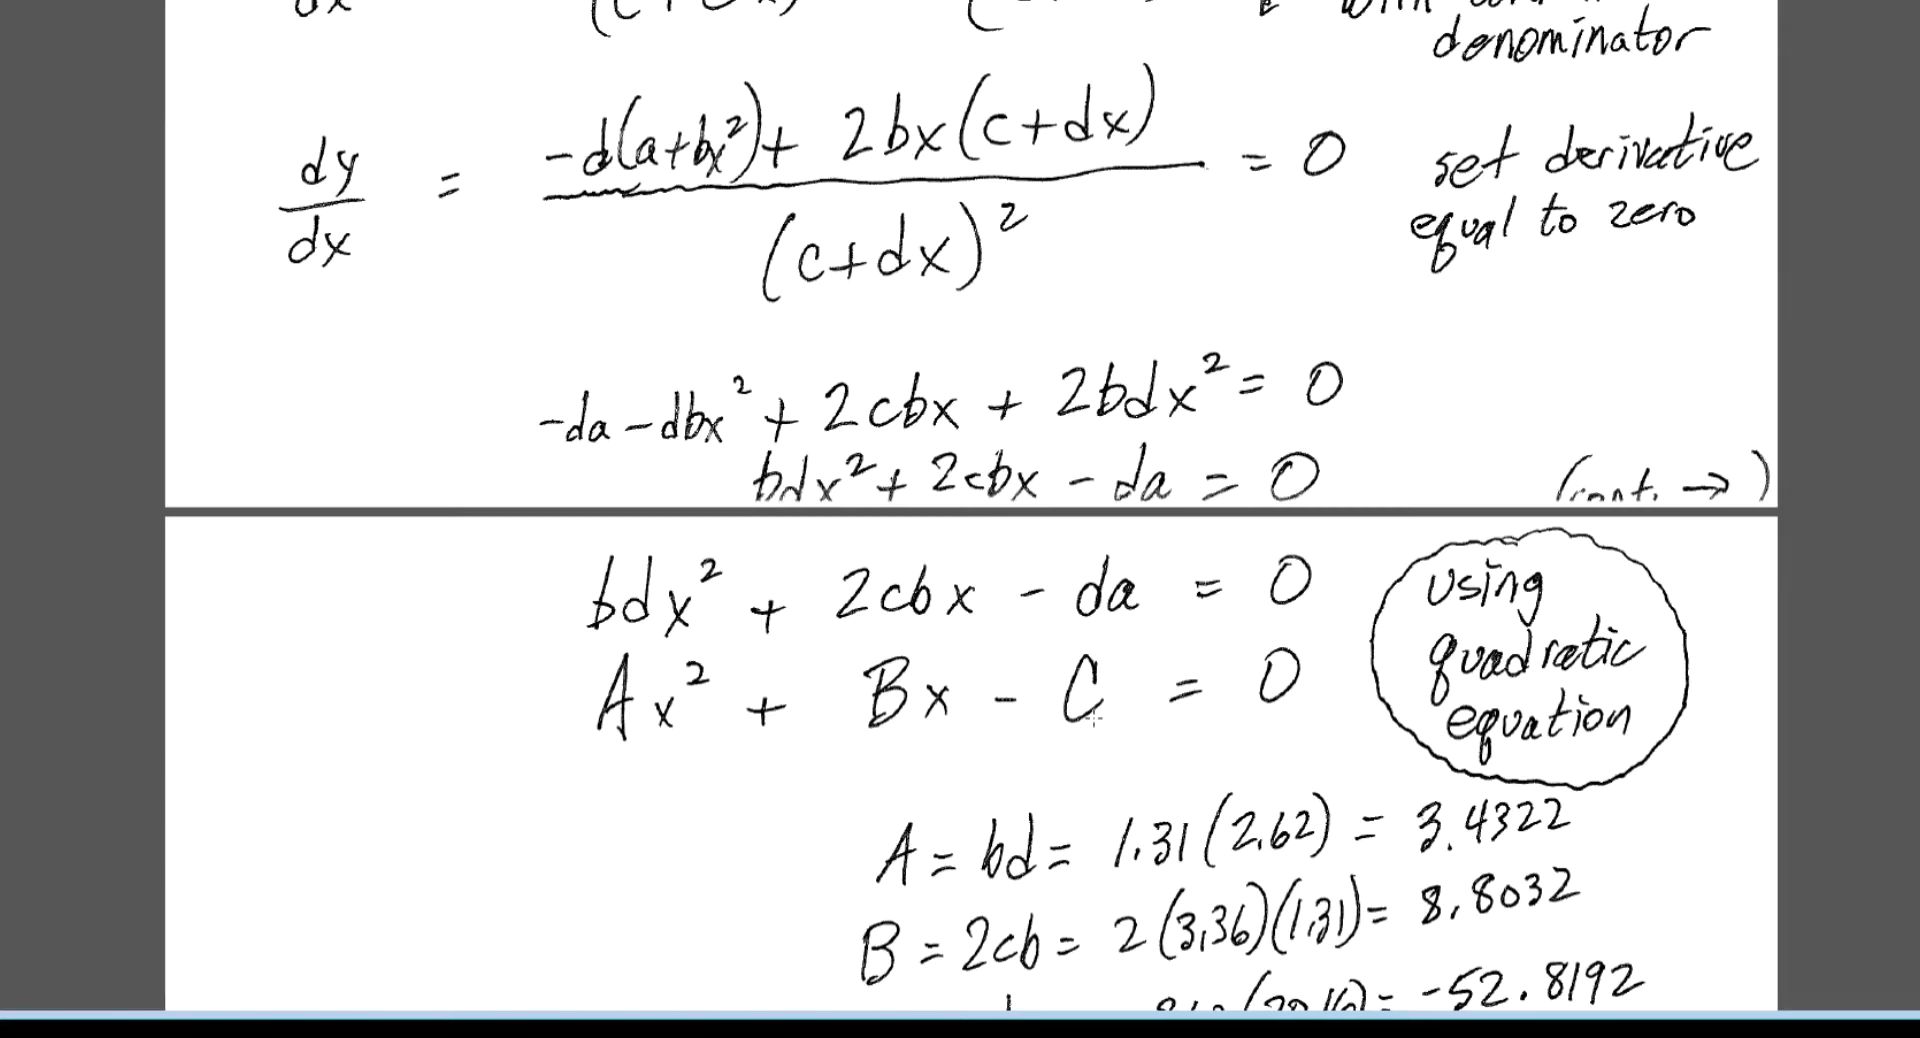 denominator
dy/dx = (-d(a+bx²) + 2bx(c+dx))/(c+dx)² = 0 set derivative
equal to zero
-da - dbx² + 2cbx + 2bdx² = 0
bdx² + 2cbx - da = 0 (cont. →)
bdx² + 2cbx - da = 0
Ax² + Bx - C = 0
using
quadratic
equation
A = bd = 1.31(2.62) = 3.4322
B = 2cb = 2(3.36)(1.31) = 8.8032
= -52.8192